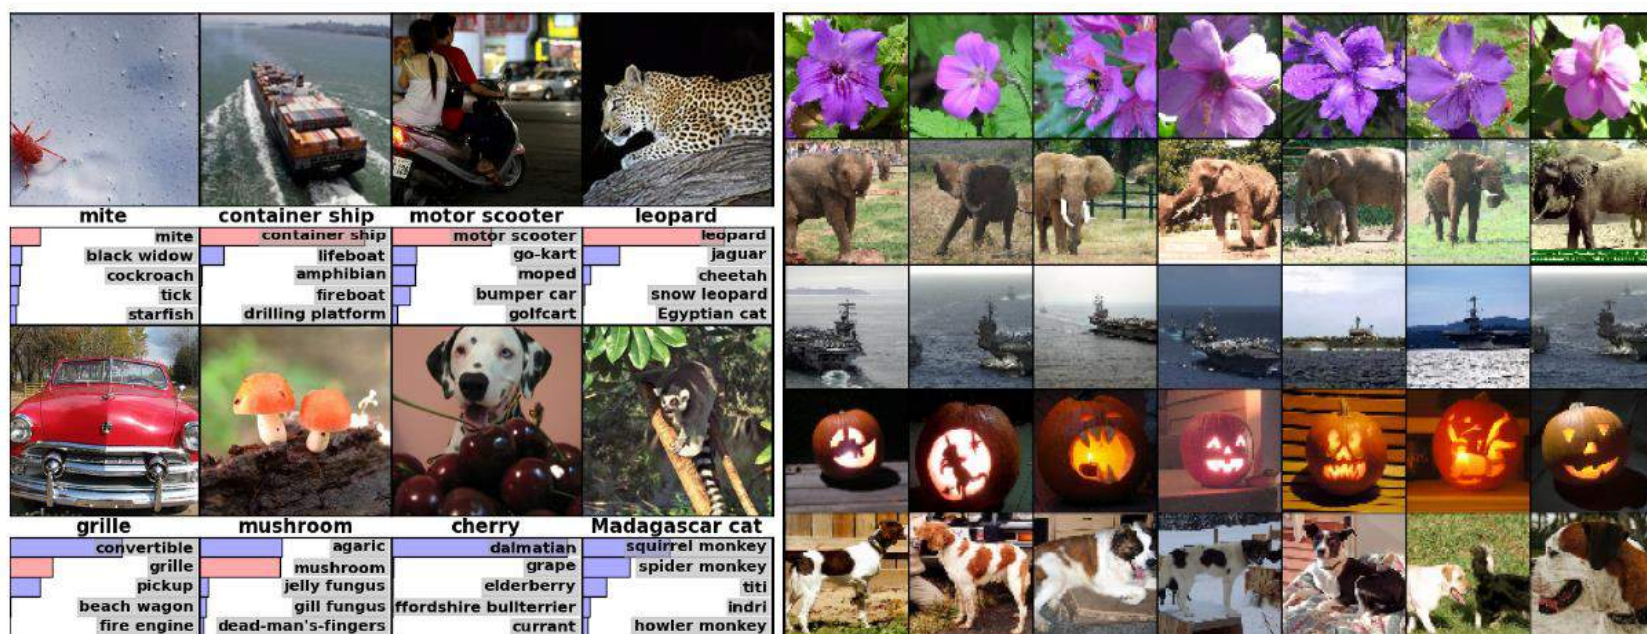 mite
container ship
motor scooter
leopard
mite
black widow
cockroach
tick
starfish
container ship
lifeboat
amphibian
fireboat
drilling platform
motor scooter
go-kart
moped
bumper car
golfcart
leopard
jaguar
cheetah
snow leopard
Egyptian cat
grille
mushroom
cherry
Madagascar cat
convertible
grille
pickup
beach wagon
fire engine
agaric
mushroom
jelly fungus
gill fungus
dead-man's-fingers
dalmatian
grape
elderberry
ffordshire bullterrier
currant
squirrel monkey
spider monkey
titi
indri
howler monkey